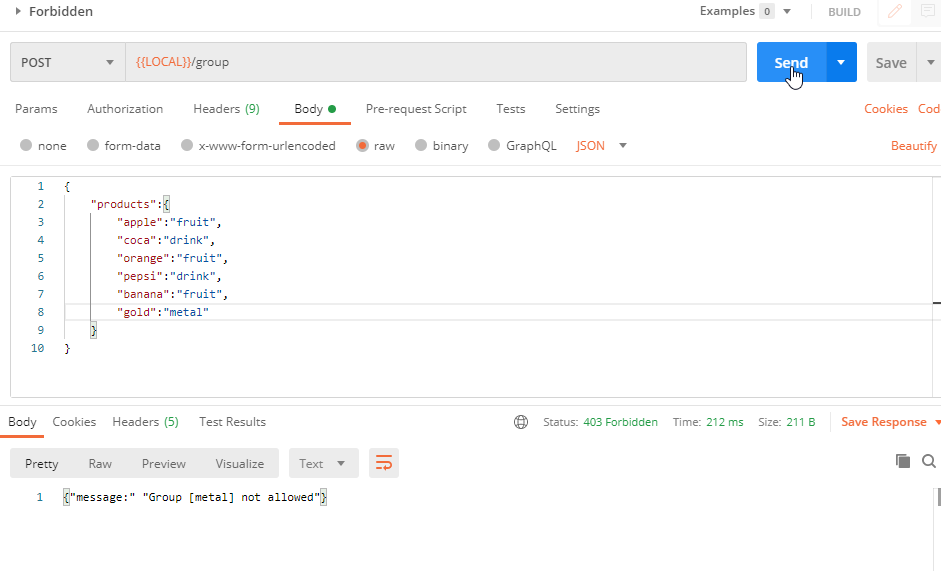 Forbidden
Examples 0
BUILD
POST
{{LOCAL}}/group
Send
Save
Params Authorization Headers (9) Body Pre-request Script Tests Settings
Cookies Cod
none form-data x-www-form-urlencoded raw binary GraphQL JSON
Beautify
1 {
2 "products":{
3 "apple":"fruit",
4 "coca":"drink",
5 "orange":"fruit",
6 "pepsi":"drink",
7 "banana":"fruit",
8 "gold":"metal"
9 }
10 }
Body Cookies Headers (5) Test Results
Status: 403 Forbidden Time: 212 ms Size: 211 B Save Response
Pretty Raw Preview Visualize Text
1 {"message:" "Group [metal] not allowed"}